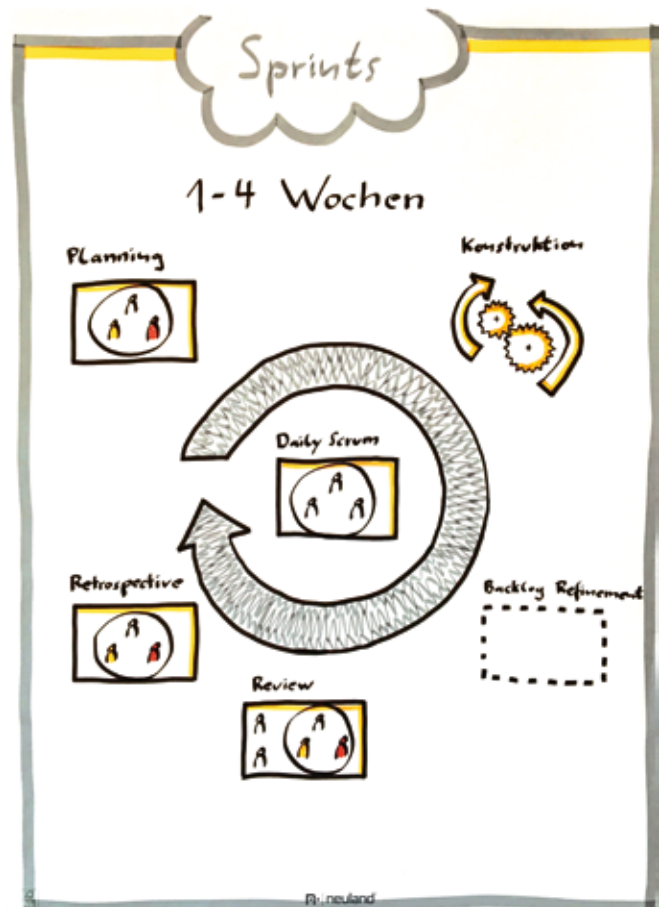 Sprints
1-4 Wochen
Planning
Konstruktion
Daily Scrum
Retrospective
Backlog Refinement
Review
neuland